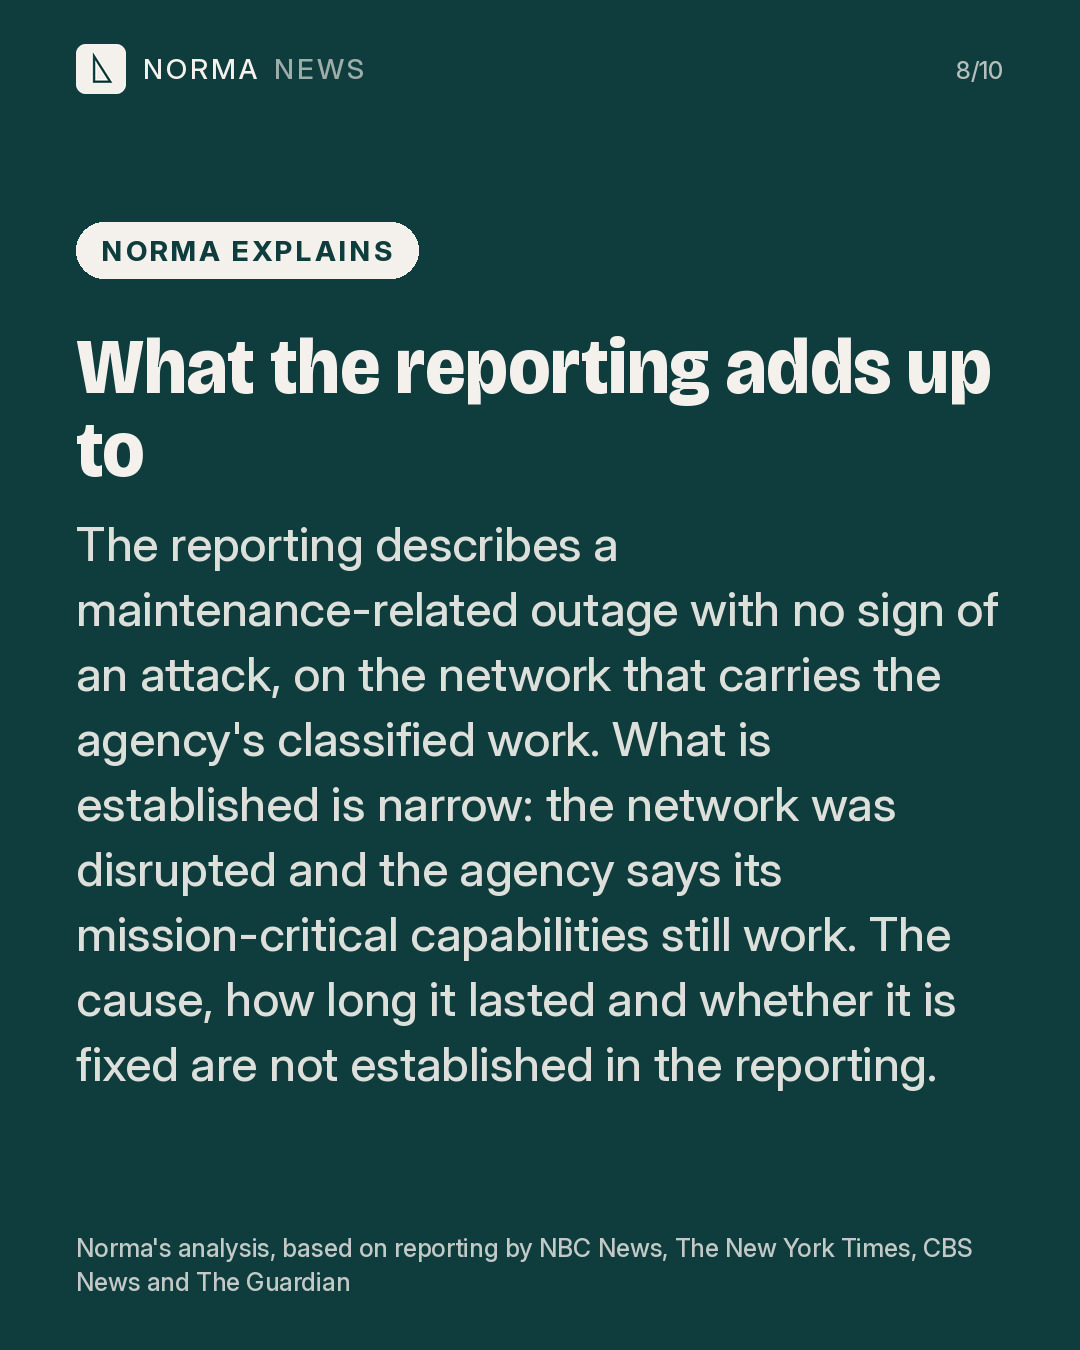 NORMA NEWS
8/10
NORMA EXPLAINS
What the reporting adds up
to
The reporting describes a
maintenance-related outage with no sign of
an attack, on the network that carries the
agency's classified work. What is
established is narrow: the network was
disrupted and the agency says its
mission-critical capabilities still work. The
cause, how long it lasted and whether it is
fixed are not established in the reporting.
Norma's analysis, based on reporting by NBC News, The New York Times, CBS
News and The Guardian